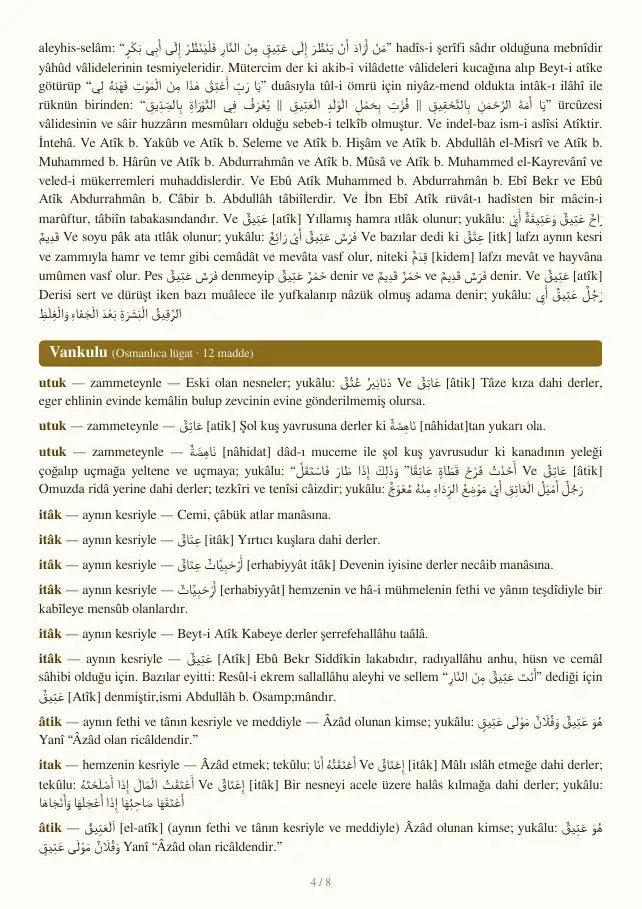 aleyhis-selâm: “مَنْ أَرَادَ أَنْ يَنْظُرَ إِلَى عَتِيقٍ مِنَ النَّارِ فَلْيَنْظُرْ إِلَى أَبِي بَكْرٍ” hadîs-i şerîfi sâdır olduğuna mebnîdir
yâhûd vâlidelerinin tesmiyeleridir. Mütercim der ki akib-i vilâdette vâlideleri kucağına alıp Beyt-i atîke
götürüp “يَا رَبِّ أَعْتِقْ هَذَا مِنَ الْمَوْتِ فَهَبْهُ لِي” duâsıyla tûl-i ömrü için niyâz-mend oldukta intâk-ı ilâhî ile
rüknün birinden: “يَا أَمَةَ الرَّحْمَنِ بِالتَّحْقِيقِ || فُزْتِ بِحَمْلِ الْوَلَدِ الْعَتِيقِ || يُعْرَفُ فِي التَّوْرَاةِ بِالصِّدِّيقِ” ürcûzesi
vâlidesinin ve sâir huzzârın mesmûları olduğu sebeb-i telkîb olmuştur. Ve indel-baz ism-i aslîsi Atîktir.
İntehâ. Ve Atîk b. Yakûb ve Atîk b. Seleme ve Atîk b. Hişâm ve Atîk b. Abdullâh el-Misrî ve Atîk b.
Muhammed b. Hârûn ve Atîk b. Abdurrahmân ve Atîk b. Mûsâ ve Atîk b. Muhammed el-Kayrevânî ve
veled-i mükerremleri muhaddislerdir. Ve Ebû Atîk Muhammed b. Abdurrahmân b. Ebî Bekr ve Ebû
Atîk Abdurrahmân b. Câbir b. Abdullâh tâbiîlerdir. Ve İbn Ebî Atîk rüvât-ı hadîsten bir mâcin-i
marûftur, tâbiîn tabakasındandır. Ve عَتِيقٌ [atîk] Yıllamış hamra ıtlâk olunur; yukâlu: رَاحٌ عَتِيقٌ وَعَتِيقَةٌ أَيْ
قَدِيمٌ Ve soyu pâk ata ıtlâk olunur; yukâlu: فَرَسٌ عَتِيقٌ أَيْ رَائِعٌ Ve bazılar dedi ki عِتْقٌ [itk] lafzı aynın kesri
ve zammıyla hamr ve temr gibi cemâdât ve mevâta vasf olur, niteki قِدَمٌ [kidem] lafzı mevât ve hayvâna
umûmen vasf olur. Pes فَرَسٌ عَتِيقٌ denmeyip خَمْرٌ عَتِيقٌ denir ve خَمْرٌ قَدِيمٌ ve فَرَسٌ قَدِيمٌ denir. Ve عَتِيقٌ [atîk]
Derisi sert ve dürüşt iken bazı muâlece ile yufkalanıp nâzük olmuş adama denir; yukâlu: رَجُلٌ عَتِيقٌ أَيِ
الرَّقِيقُ الْبَشَرَةِ بَعْدَ الْجَفَاءِ وَالْغِلَظِ
Vankulu (Osmanlıca lügat · 12 madde)
utuk — zammeteynle — Eski olan nesneler; yukâlu: دَنَانِيرُ عُتُقٌ Ve عَاتِقٌ [âtik] Tâze kıza dahi derler,
eger ehlinin evinde kemâlin bulup zevcinin evine gönderilmemiş olursa.
utuk — zammeteynle — عَاتِقٌ [atik] Şol kuş yavrusuna derler ki نَاهِضَةٌ [nâhidat]tan yukarı ola.
utuk — zammeteynle — نَاهِضَةٌ [nâhidat] dâd-ı muceme ile şol kuş yavrusudur ki kanadının yeleği
çoğalıp uçmağa yeltene ve uçmaya; yukâlu: “أَخَذْتُ فَرْخَ قَطَاةٍ عَاتِقًا” وَذَلِكَ إِذَا طَارَ فَاسْتَقَلَّ Ve عَاتِقٌ [âtik]
Omuzda ridâ yerine dahi derler; tezkîri ve tenîsi câizdir; yukâlu: رَجُلٌ أَمْيَلُ الْعَاتِقِ أَيْ مَوْضِعُ الرِّدَاءِ مِنْهُ مُعْوَجٌّ
itâk — aynın kesriyle — Cemi, çâbük atlar manâsına.
itâk — aynın kesriyle — عِتَاقٌ [itâk] Yırtıcı kuşlara dahi derler.
itâk — aynın kesriyle — أَرْحَبِيَّاتٌ عِتَاقٌ [erhabiyyât itâk] Devenin iyisine derler necâib manâsına.
itâk — aynın kesriyle — أَرْحَبِيَّاتٌ [erhabiyyât] hemzenin ve hâ-i mühmelenin fethi ve yânın teşdîdiyle bir
kabîleye mensûb olanlardır.
itâk — aynın kesriyle — Beyt-i Atîk Kabeye derler şerrefehallâhu taâlâ.
itâk — aynın kesriyle — عَتِيقٌ [Atîk] Ebû Bekr Siddîkin lakabıdır, radıyallâhu anhu, hüsn ve cemâl
sâhibi olduğu için. Bazılar eyitti: Resûl-i ekrem sallallâhu aleyhi ve sellem “أَنْتَ عَتِيقٌ مِنَ النَّارِ” dediği için
عَتِيقٌ [Atîk] denmiştir,ismi Abdullâh b. Osamp;mândır.
âtik — aynın fethi ve tânın kesriyle ve meddiyle — Âzâd olunan kimse; yukâlu: هُوَ عَتِيقٌ وَفُلَانٌ مَوْلَى عَتِيقٍ
Yanî “Âzâd olan ricâldendir.”
itak — hemzenin kesriyle — Âzâd etmek; tekûlu: أَعْتَقْتُهُ أَنَا Ve إِعْتَاقٌ [itâk] Mâlı ıslâh etmeğe dahi derler;
tekûlu: أَعْتَقْتُ الْمَالَ إِذَا أَصْلَحْتَهُ Ve إِعْتَاقٌ [itâk] Bir nesneyi acele üzere halâs kılmağa dahi derler; yukâlu:
أَعْتَقَهَا صَاحِبُهَا إِذَا أَعْجَلَهَا وَأَنْجَاهَا
âtik — اَلْعَتِيقُ [el-atîk] (aynın fethi ve tânın kesriyle ve meddiyle) Âzâd olunan kimse; yukâlu: هُوَ عَتِيقٌ
وَفُلَانٌ مَوْلَى عَتِيقٍ Yanî “Âzâd olan ricâldendir.”
4 / 8